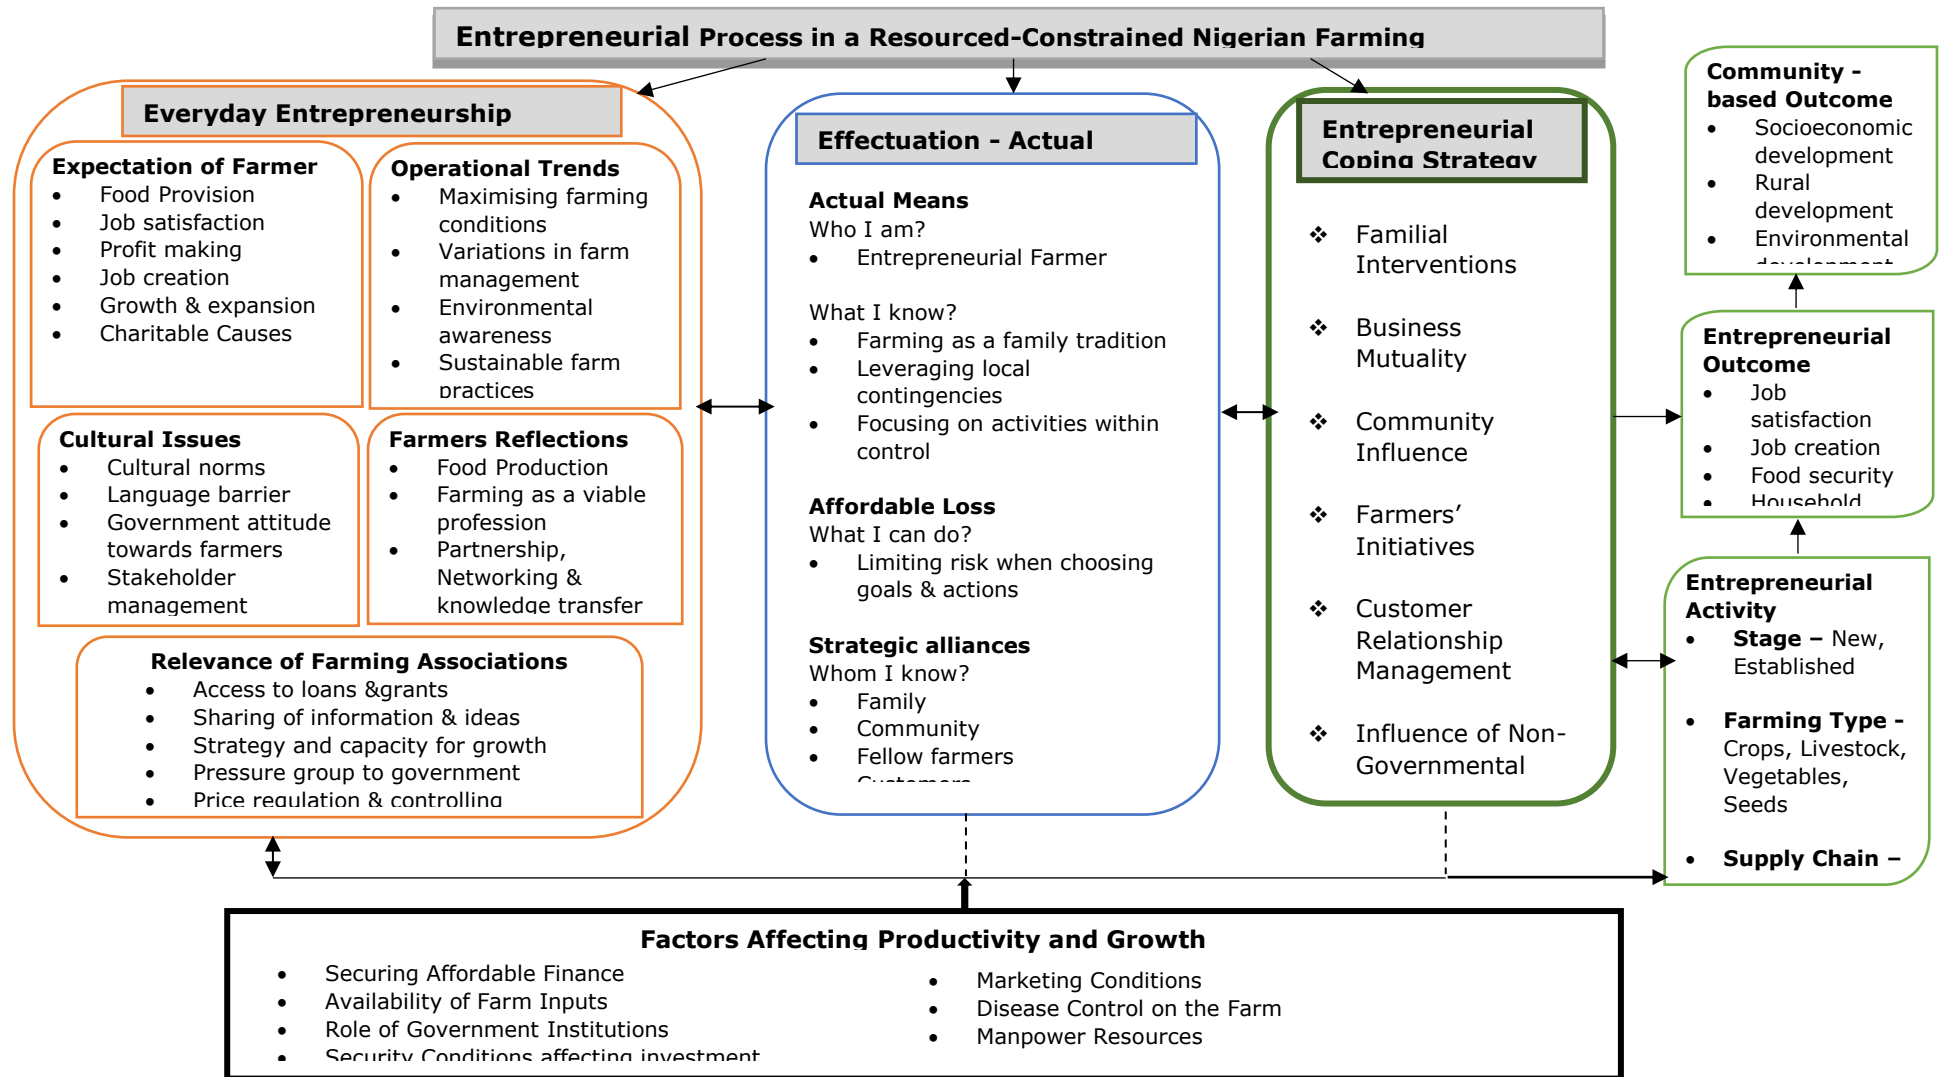 Entrepreneurial Process in a Resourced-Constrained Nigerian Farming
Everyday Entrepreneurship
Expectation of Farmer
• Food Provision
• Job satisfaction
• Profit making
• Job creation
• Growth & expansion
• Charitable Causes
Operational Trends
• Maximising farming
conditions
• Variations in farm
management
• Environmental
awareness
• Sustainable farm
practices
Cultural Issues
• Cultural norms
• Language barrier
• Government attitude
towards farmers
• Stakeholder
management
Farmers Reflections
• Food Production
• Farming as a viable
profession
• Partnership,
Networking &
knowledge transfer
Relevance of Farming Associations
• Access to loans &grants
• Sharing of information & ideas
• Strategy and capacity for growth
• Pressure group to government
• Price regulation & controlling
Effectuation - Actual
Actual Means
Who I am?
• Entrepreneurial Farmer
What I know?
• Farming as a family tradition
• Leveraging local
contingencies
• Focusing on activities within
control
Affordable Loss
What I can do?
• Limiting risk when choosing
goals & actions
Strategic alliances
Whom I know?
• Family
• Community
• Fellow farmers
Customers
Entrepreneurial
Coping Strategy
❖ Familial
Interventions
❖ Business
Mutuality
❖ Community
Influence
❖ Farmers’
Initiatives
❖ Customer
Relationship
Management
❖ Influence of Non-
Governmental
Community -
based Outcome
• Socioeconomic
development
• Rural
development
• Environmental
development
Entrepreneurial
Outcome
• Job
satisfaction
• Job creation
• Food security
• Household
Entrepreneurial
Activity
• Stage – New,
Established
• Farming Type -
Crops, Livestock,
Vegetables,
Seeds
• Supply Chain –
Factors Affecting Productivity and Growth
• Securing Affordable Finance
• Availability of Farm Inputs
• Role of Government Institutions
• Security Conditions affecting investment
• Marketing Conditions
• Disease Control on the Farm
• Manpower Resources